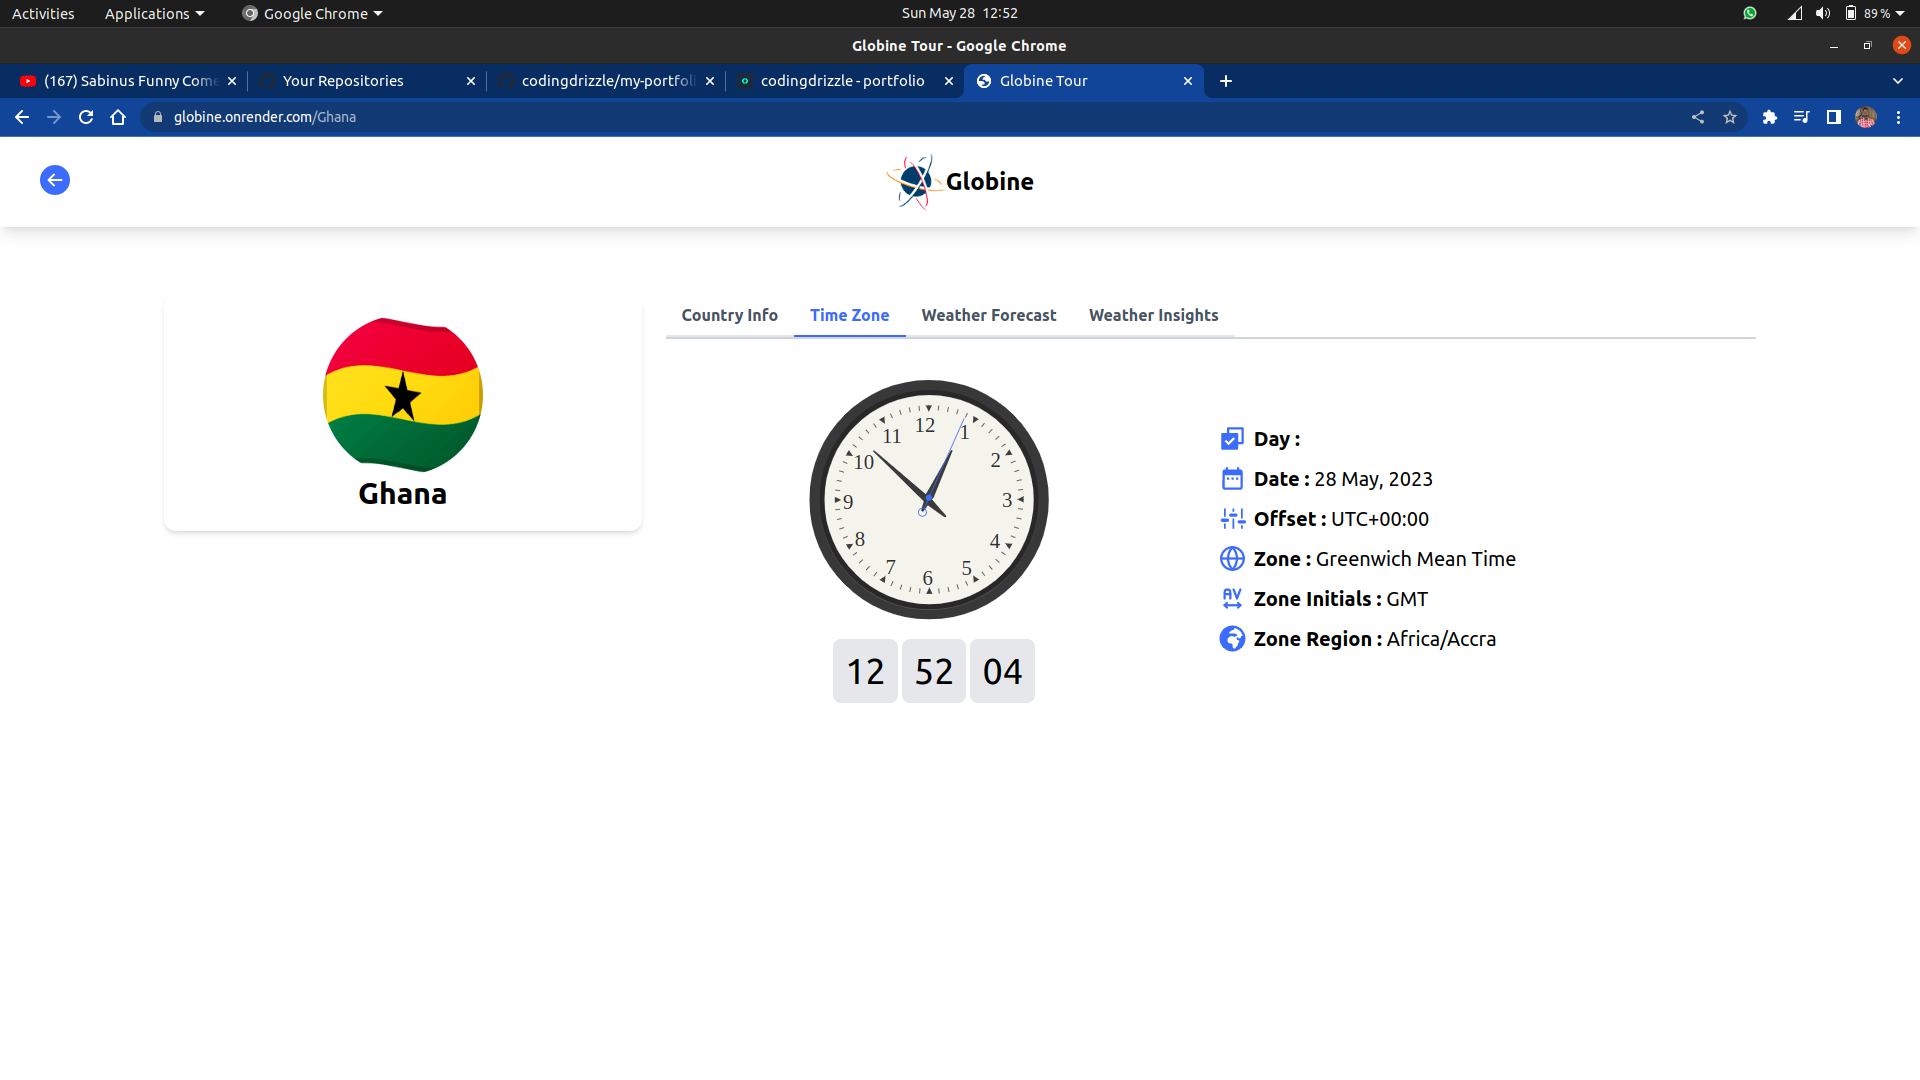 Activities Applications Google Chrome Sun May 28 12:52 89 %
Globine Tour - Google Chrome
(167) Sabinus Funny Come Your Repositories codingdrizzle/my-portfoli codingdrizzle - portfolio Globine Tour
globine.onrender.com/Ghana
Globine
Country Info Time Zone Weather Forecast Weather Insights
Ghana
12
1
2
3
4
5
6
7
8
9
10
11
12 52 04
Day :
Date : 28 May, 2023
Offset : UTC+00:00
Zone : Greenwich Mean Time
Zone Initials : GMT
Zone Region : Africa/Accra